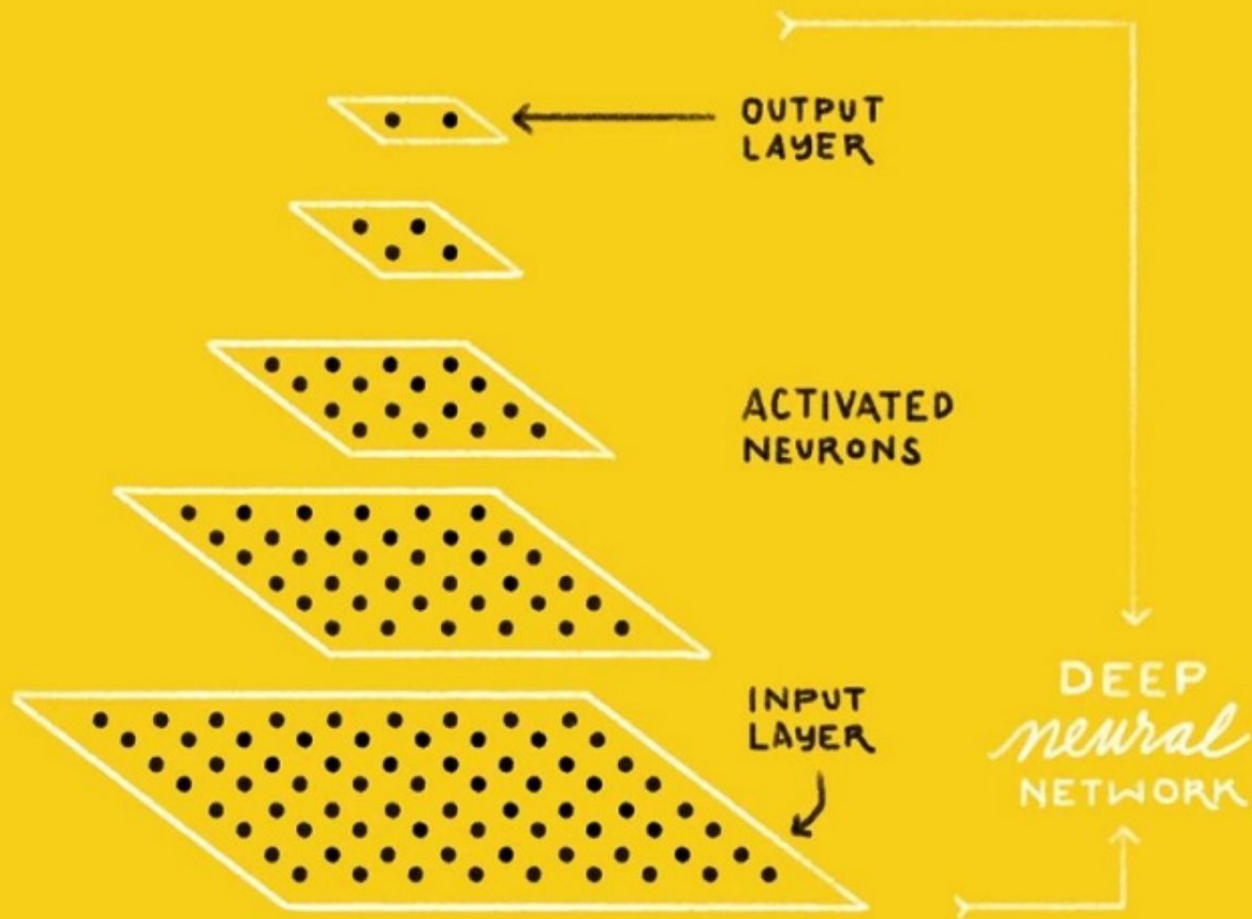 OUTPUT
LAYER
ACTIVATED
NEURONS
INPUT
LAYER
DEEP
neural
NETWORK